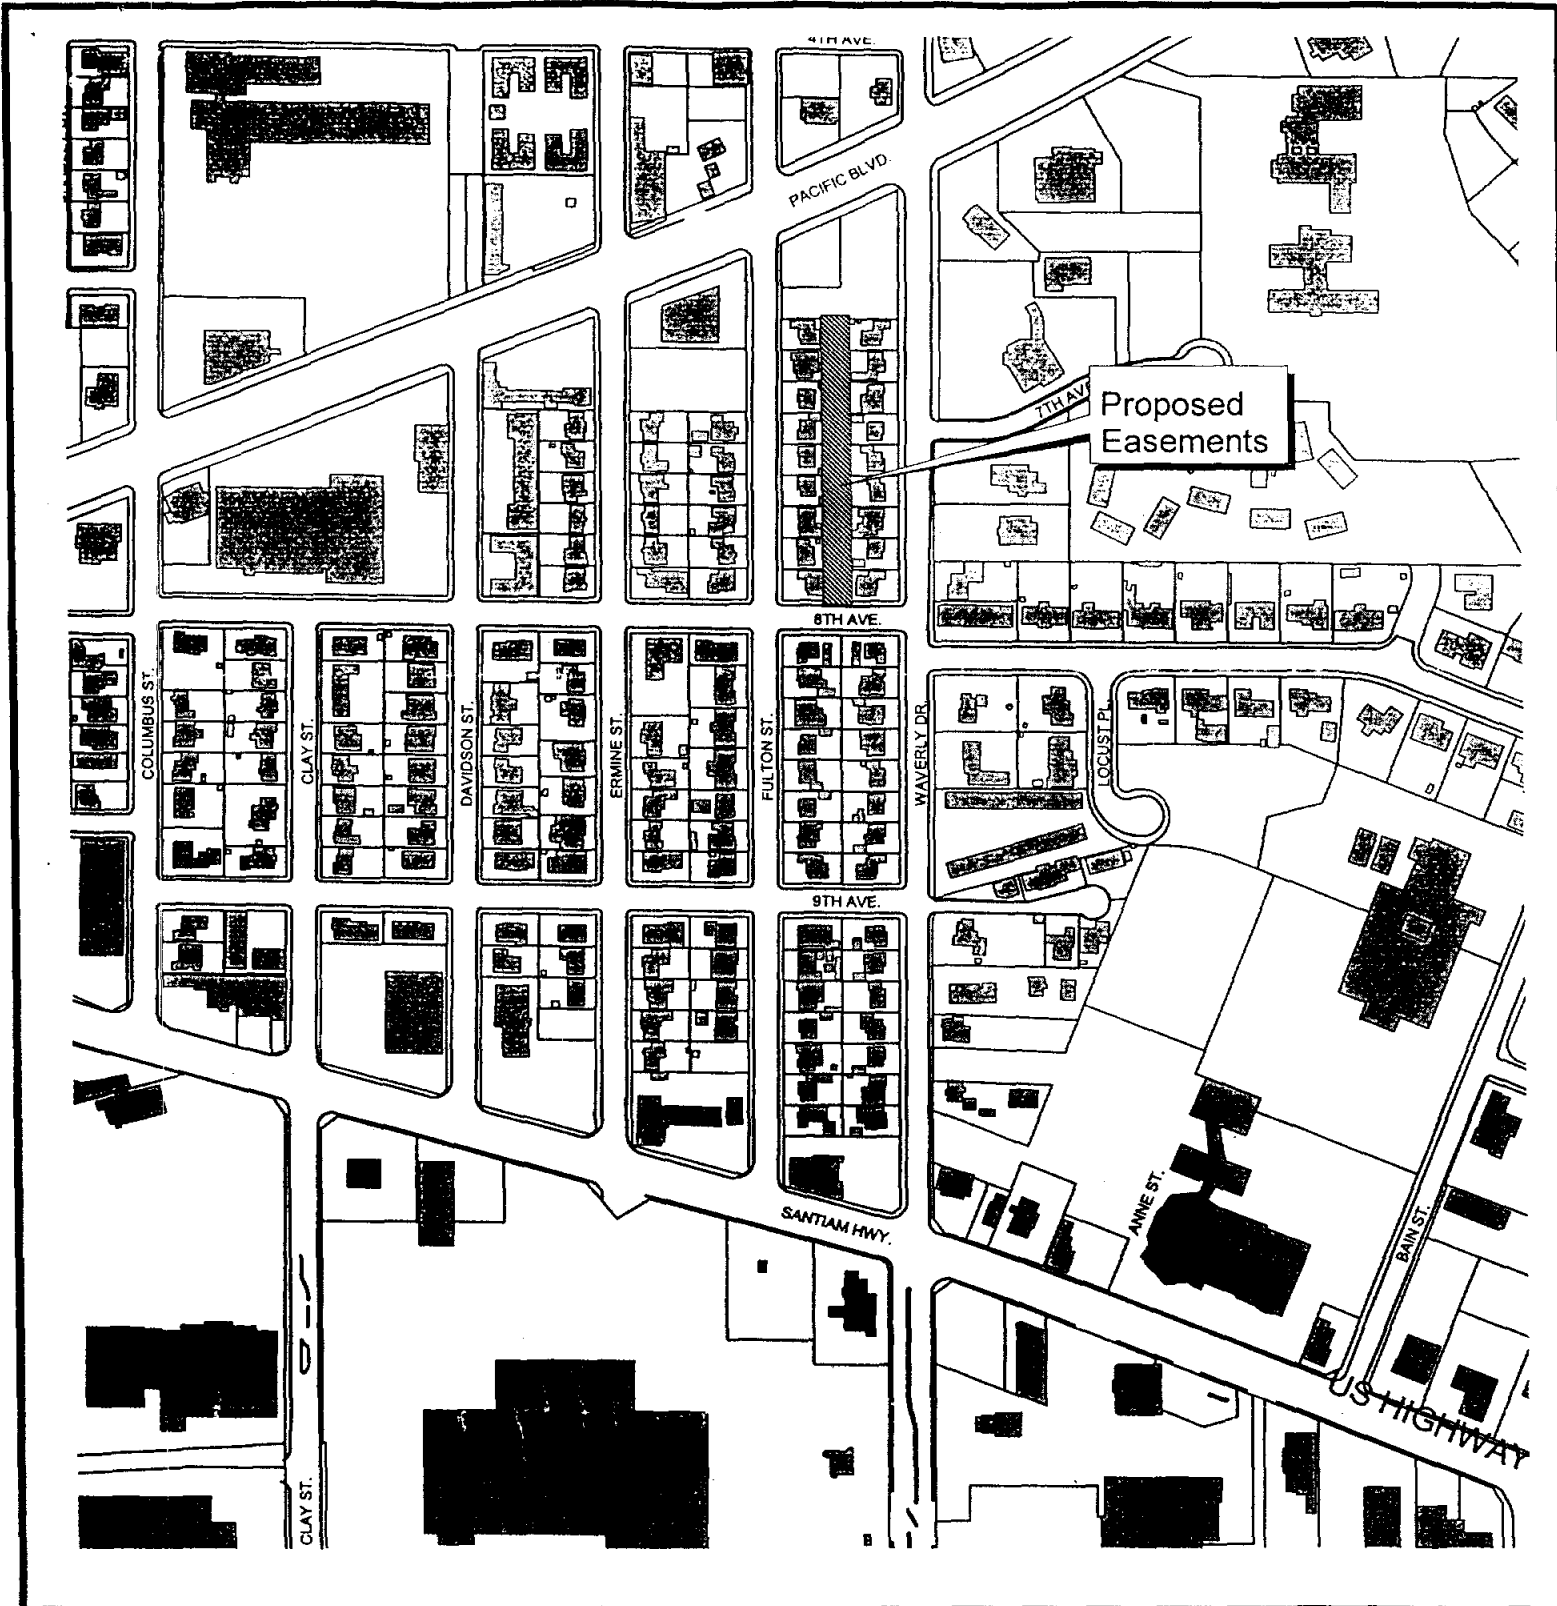 4TH AVE.
PACIFIC BLVD.
7TH AVE
Proposed
Easements
8TH AVE.
COLUMBUS ST.
CLAY ST.
DAVIDSON ST.
ERMINE ST.
FULTON ST.
WAVERLY DR.
LOCUST PL.
9TH AVE.
ANNE ST.
BAIN ST.
SANTIAM HWY.
US HIGHWAY
CLAY ST.